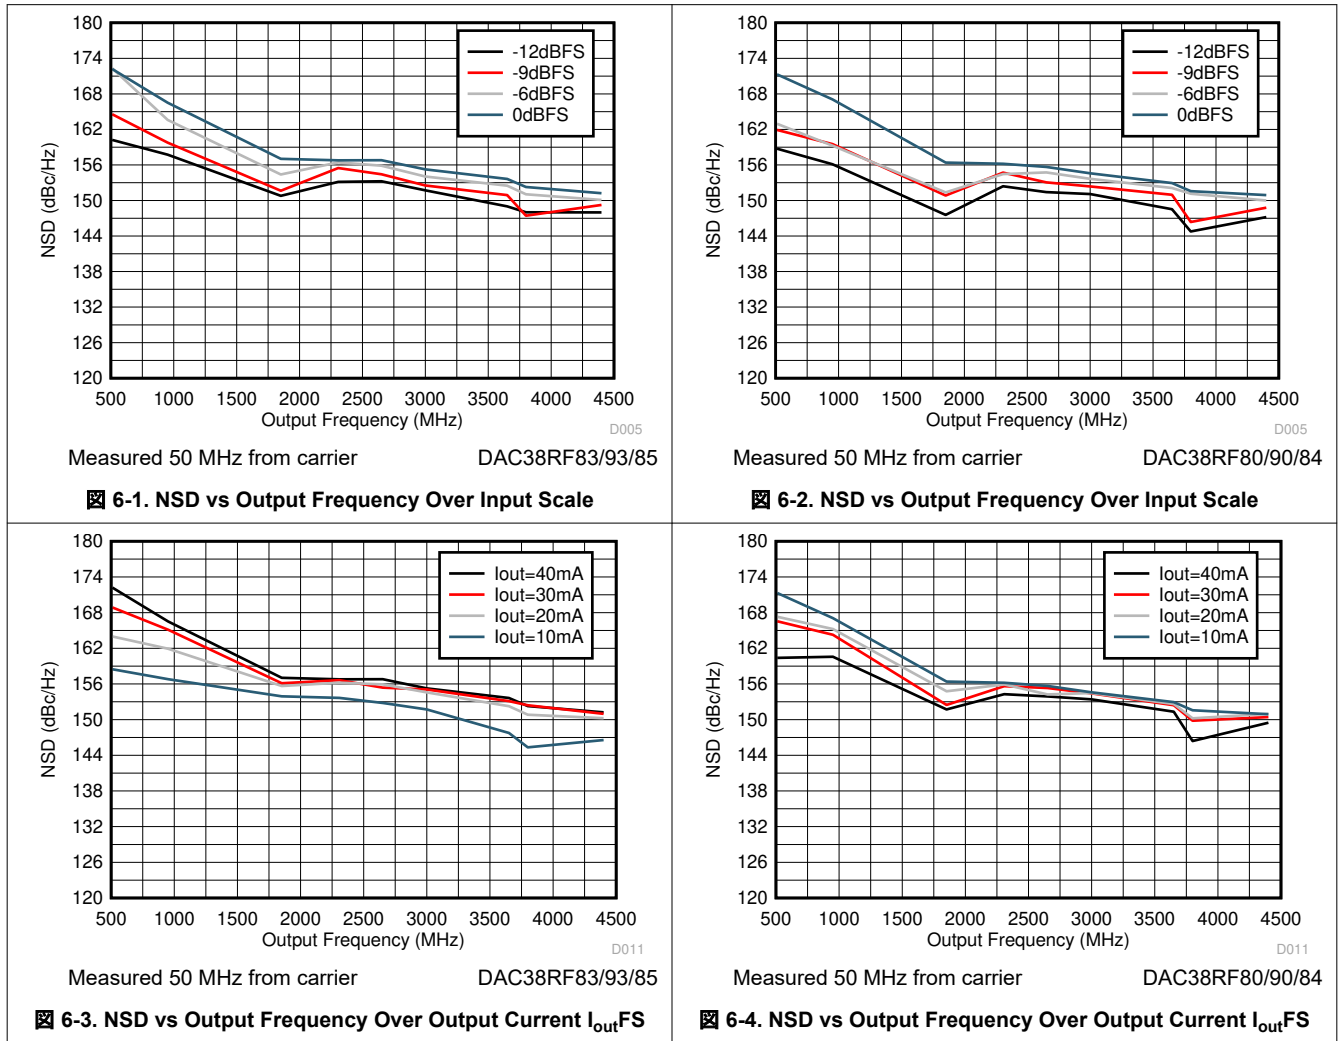 180
174
168
162
156
150
144
138
132
126
120
NSD (dBc/Hz)
-12dBFS
-9dBFS
-6dBFS
0dBFS
500 1000 1500 2000 2500 3000 3500 4000 4500
Output Frequency (MHz)
D005
Measured 50 MHz from carrier DAC38RF83/93/85
図 6-1. NSD vs Output Frequency Over Input Scale
180
174
168
162
156
150
144
138
132
126
120
NSD (dBc/Hz)
-12dBFS
-9dBFS
-6dBFS
0dBFS
500 1000 1500 2000 2500 3000 3500 4000 4500
Output Frequency (MHz)
D005
Measured 50 MHz from carrier DAC38RF80/90/84
図 6-2. NSD vs Output Frequency Over Input Scale
180
174
168
162
156
150
144
138
132
126
120
NSD (dBc/Hz)
Iout=40mA
Iout=30mA
Iout=20mA
Iout=10mA
500 1000 1500 2000 2500 3000 3500 4000 4500
Output Frequency (MHz)
D011
Measured 50 MHz from carrier DAC38RF83/93/85
図 6-3. NSD vs Output Frequency Over Output Current IoutFS
180
174
168
162
156
150
144
138
132
126
120
NSD (dBc/Hz)
Iout=40mA
Iout=30mA
Iout=20mA
Iout=10mA
500 1000 1500 2000 2500 3000 3500 4000 4500
Output Frequency (MHz)
D011
Measured 50 MHz from carrier DAC38RF80/90/84
図 6-4. NSD vs Output Frequency Over Output Current IoutFS